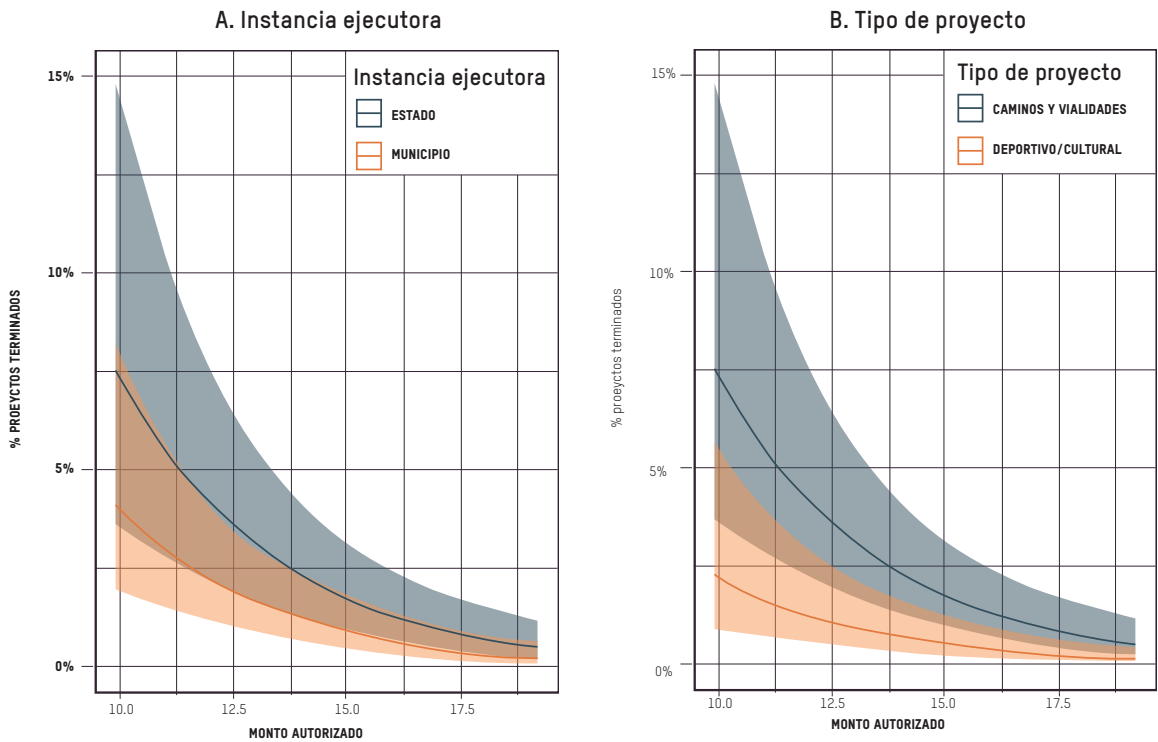 A. Instancia ejecutora
15%
10%
5%
0%
% PROEYCTOS TERMINADOS
Instancia ejecutora
ESTADO
MUNICIPIO
10.0
12.5
15.0
17.5
MONTO AUTORIZADO
B. Tipo de proyecto
15%
10%
5%
0%
% proeyctos terminados
Tipo de proyecto
CAMINOS Y VIALIDADES
DEPORTIVO/CULTURAL
10.0
12.5
15.0
17.5
MONTO AUTORIZADO